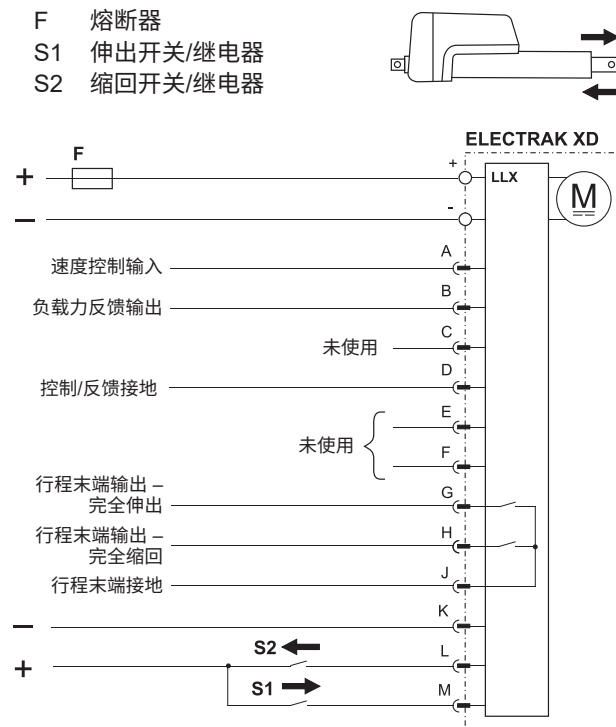 F 熔断器
S1 伸出开关/继电器
S2 缩回开关/继电器
ELECTRAK XD
F
+
+
LLX
M
−
-
A
速度控制输入
B
负载力反馈输出
C
未使用
D
控制/反馈接地
E
未使用
F
行程末端输出 –
完全伸出
G
行程末端输出 –
完全缩回
H
行程末端接地
J
K
−
S2
L
+
S1
M